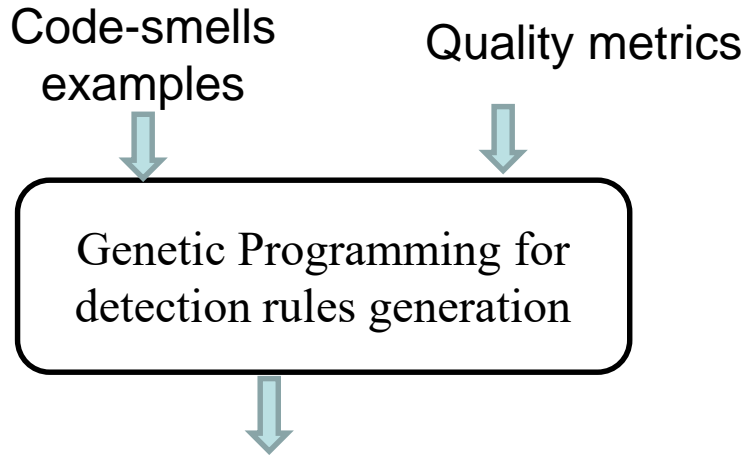 Code-smells
examples
Quality metrics
Genetic Programming for
detection rules generation